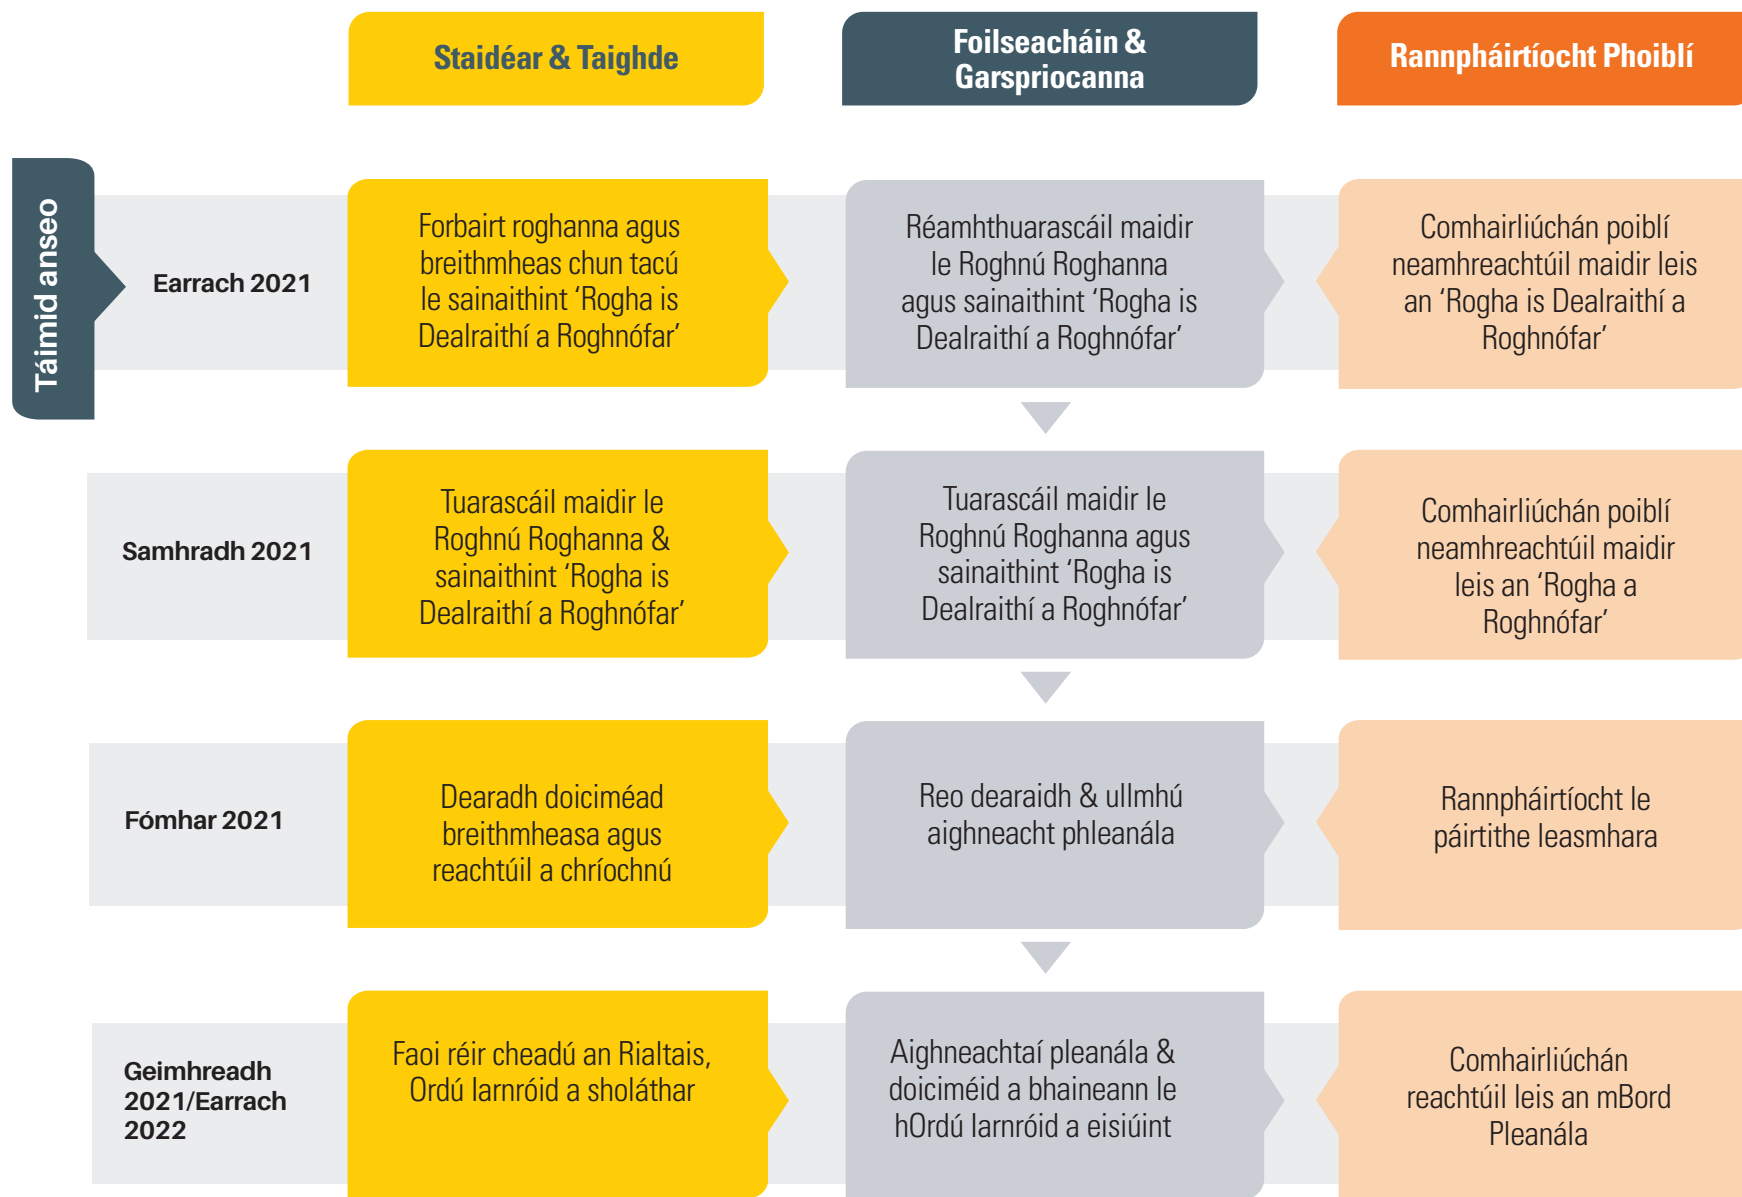 Staidéar & Taighde
Foilseacháin &
Garspriocanna
Rannpháirtíocht Phoiblí
Táimid anseo
Earrach 2021
Forbairt roghanna agus
breithmheas chun tacú
le sainaithint ‘Rogha is
Dealraithí a Roghnófar’
Réamhthuarascáil maidir
le Roghnú Roghanna
agus sainaithint ‘Rogha is
Dealraithí a Roghnófar’
Comhairliúchán poiblí
neamhreachtúil maidir leis
an ‘Rogha is Dealraithí a
Roghnófar’
Samhradh 2021
Tuarascáil maidir le
Roghnú Roghanna &
sainaithint ‘Rogha is
Dealraithí a Roghnófar’
Tuarascáil maidir le
Roghnú Roghanna agus
sainaithint ‘Rogha is
Dealraithí a Roghnófar’
Comhairliúchán poiblí
neamhreachtúil maidir
leis an ‘Rogha a
Roghnófar’
Fómhar 2021
Dearadh doiciméad
breithmheasa agus
reachtúil a chríochnú
Reo dearaidh & ullmhú
aighneacht phleanála
Rannpháirtíocht le
páirtithe leasmhara
Geimhreadh
2021/Earrach
2022
Faoi réir cheadú an Rialtais,
Ordú Iarnróid a sholáthar
Aighneachtaí pleanála &
doiciméid a bhaineann le
hOrdú Iarnróid a eisiúint
Comhairliúchán
reachtúil leis an mBord
Pleanála